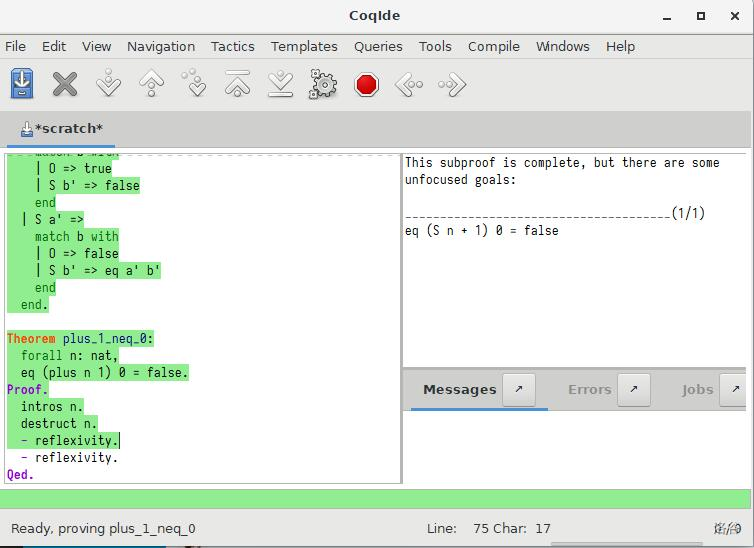 CoqIde
File Edit View Navigation Tactics Templates Queries Tools Compile Windows Help
*scratch*
| O => true
| S b' => false
end
| S a' =>
match b with
| O => false
| S b' => eq a' b'
end
end.
Theorem plus_1_neq_0:
forall n: nat,
eq (plus n 1) 0 = false.
Proof.
intros n.
destruct n.
- reflexivity.
- reflexivity.
Qed.
This subproof is complete, but there are some
unfocused goals:
______________________________________(1/1)
eq (S n + 1) 0 = false
Messages Errors Jobs
Ready, proving plus_1_neq_0 Line: 75 Char: 17